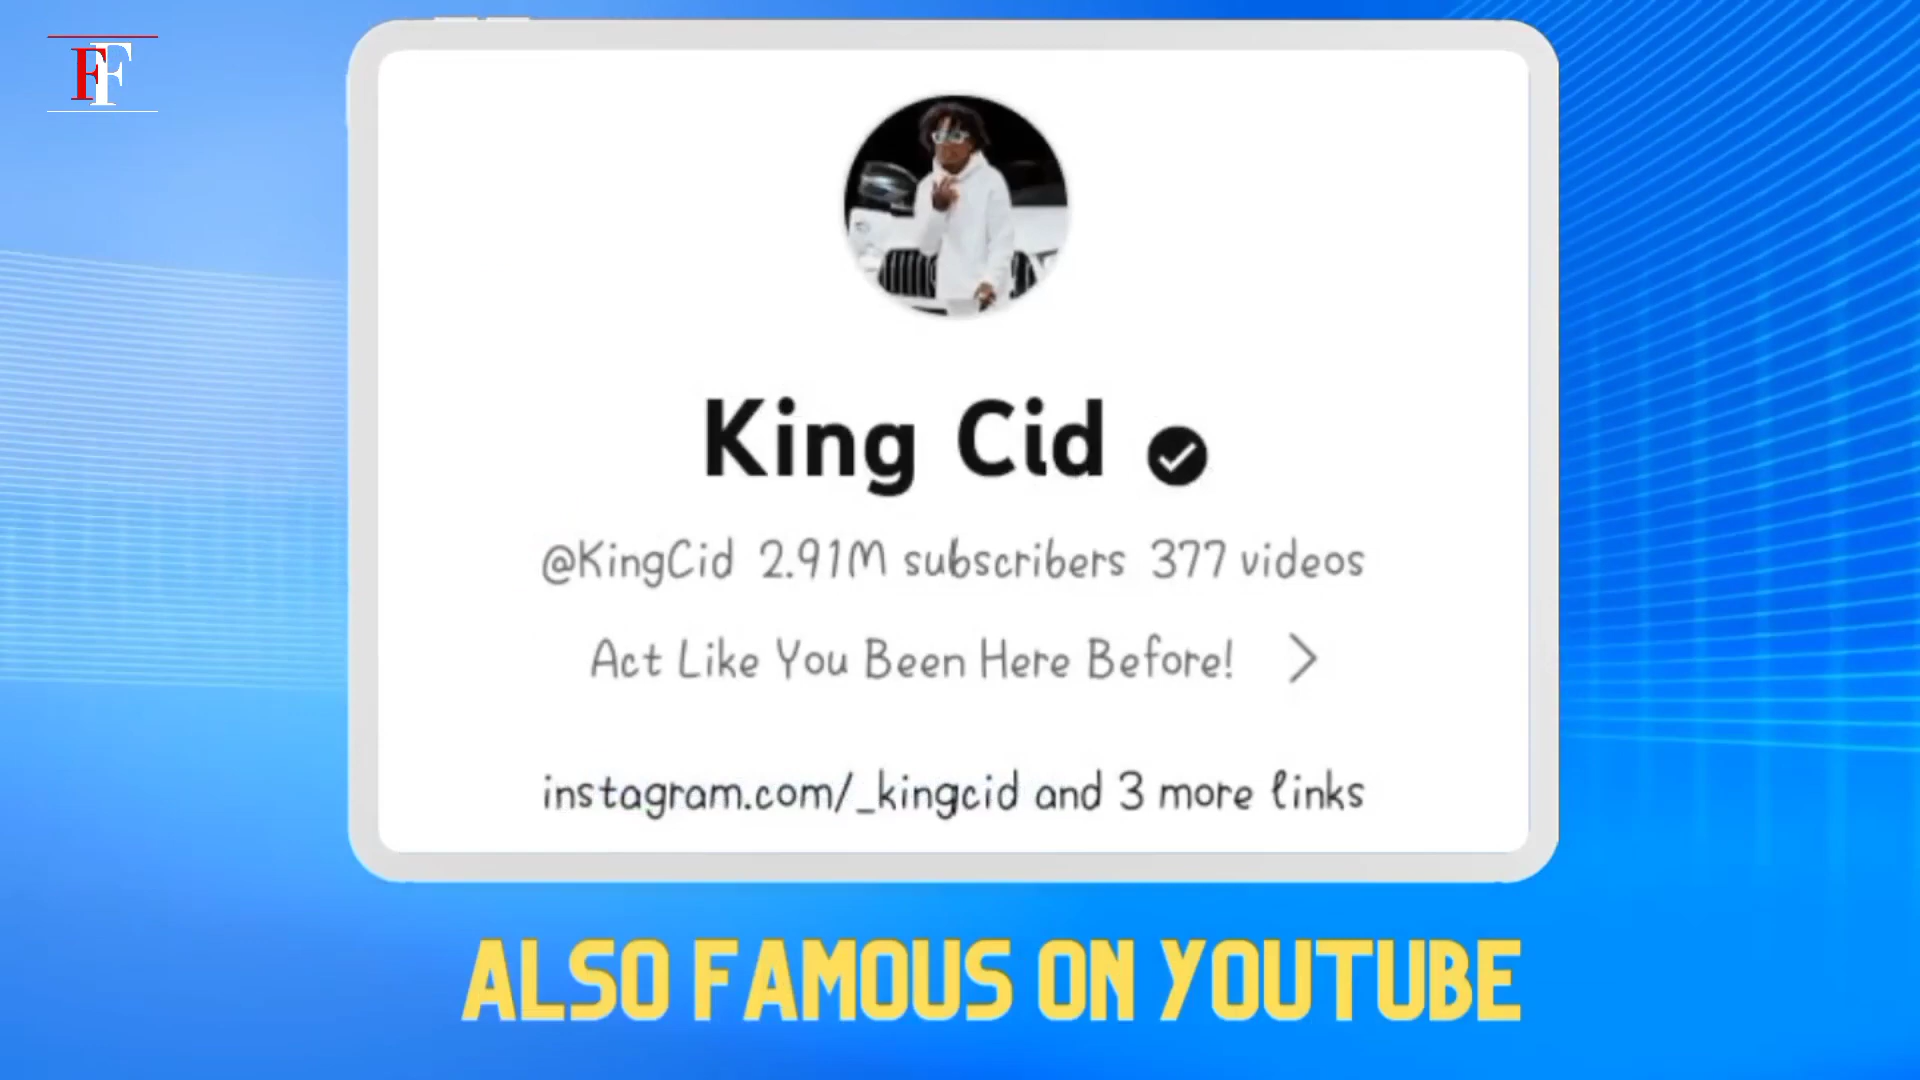 FF
King Cid
@KingCid 2.91M subscribers 377 videos
Act Like You Been Here Before! >
instagram.com/_kingcid and 3 more links
ALSO FAMOUS ON YOUTUBE